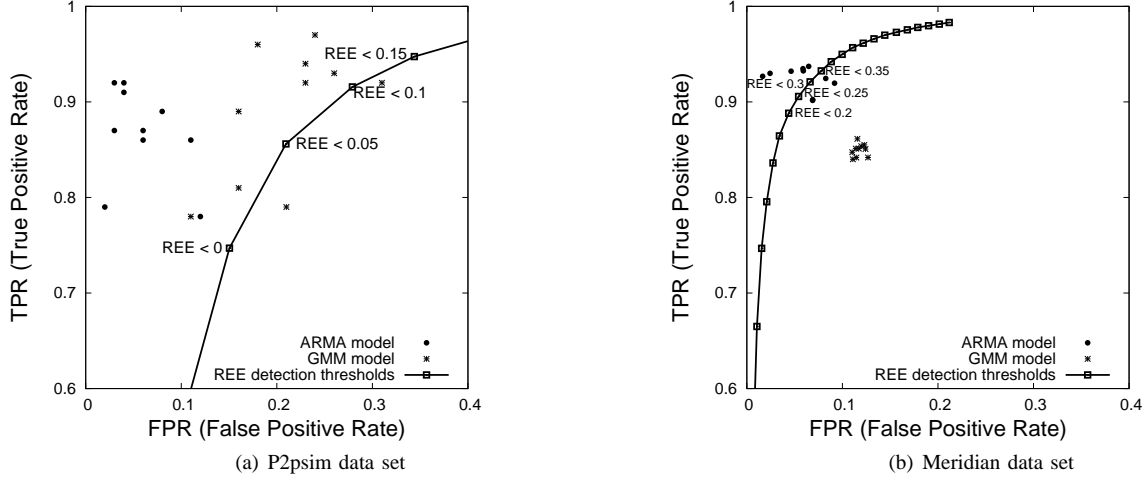 1
0.9
0.8
0.7
0.6
0
0.1
0.2
0.3
0.4
TPR (True Positive Rate)
FPR (False Positive Rate)
REE < 0.15
REE < 0.1
REE < 0.05
REE < 0
ARMA model
GMM model
REE detection thresholds
(a) P2psim data set
1
0.9
0.8
0.7
0.6
0
0.1
0.2
0.3
0.4
TPR (True Positive Rate)
FPR (False Positive Rate)
REE < 0.35
REE < 0.3
REE < 0.25
REE < 0.2
ARMA model
GMM model
REE detection thresholds
(b) Meridian data set